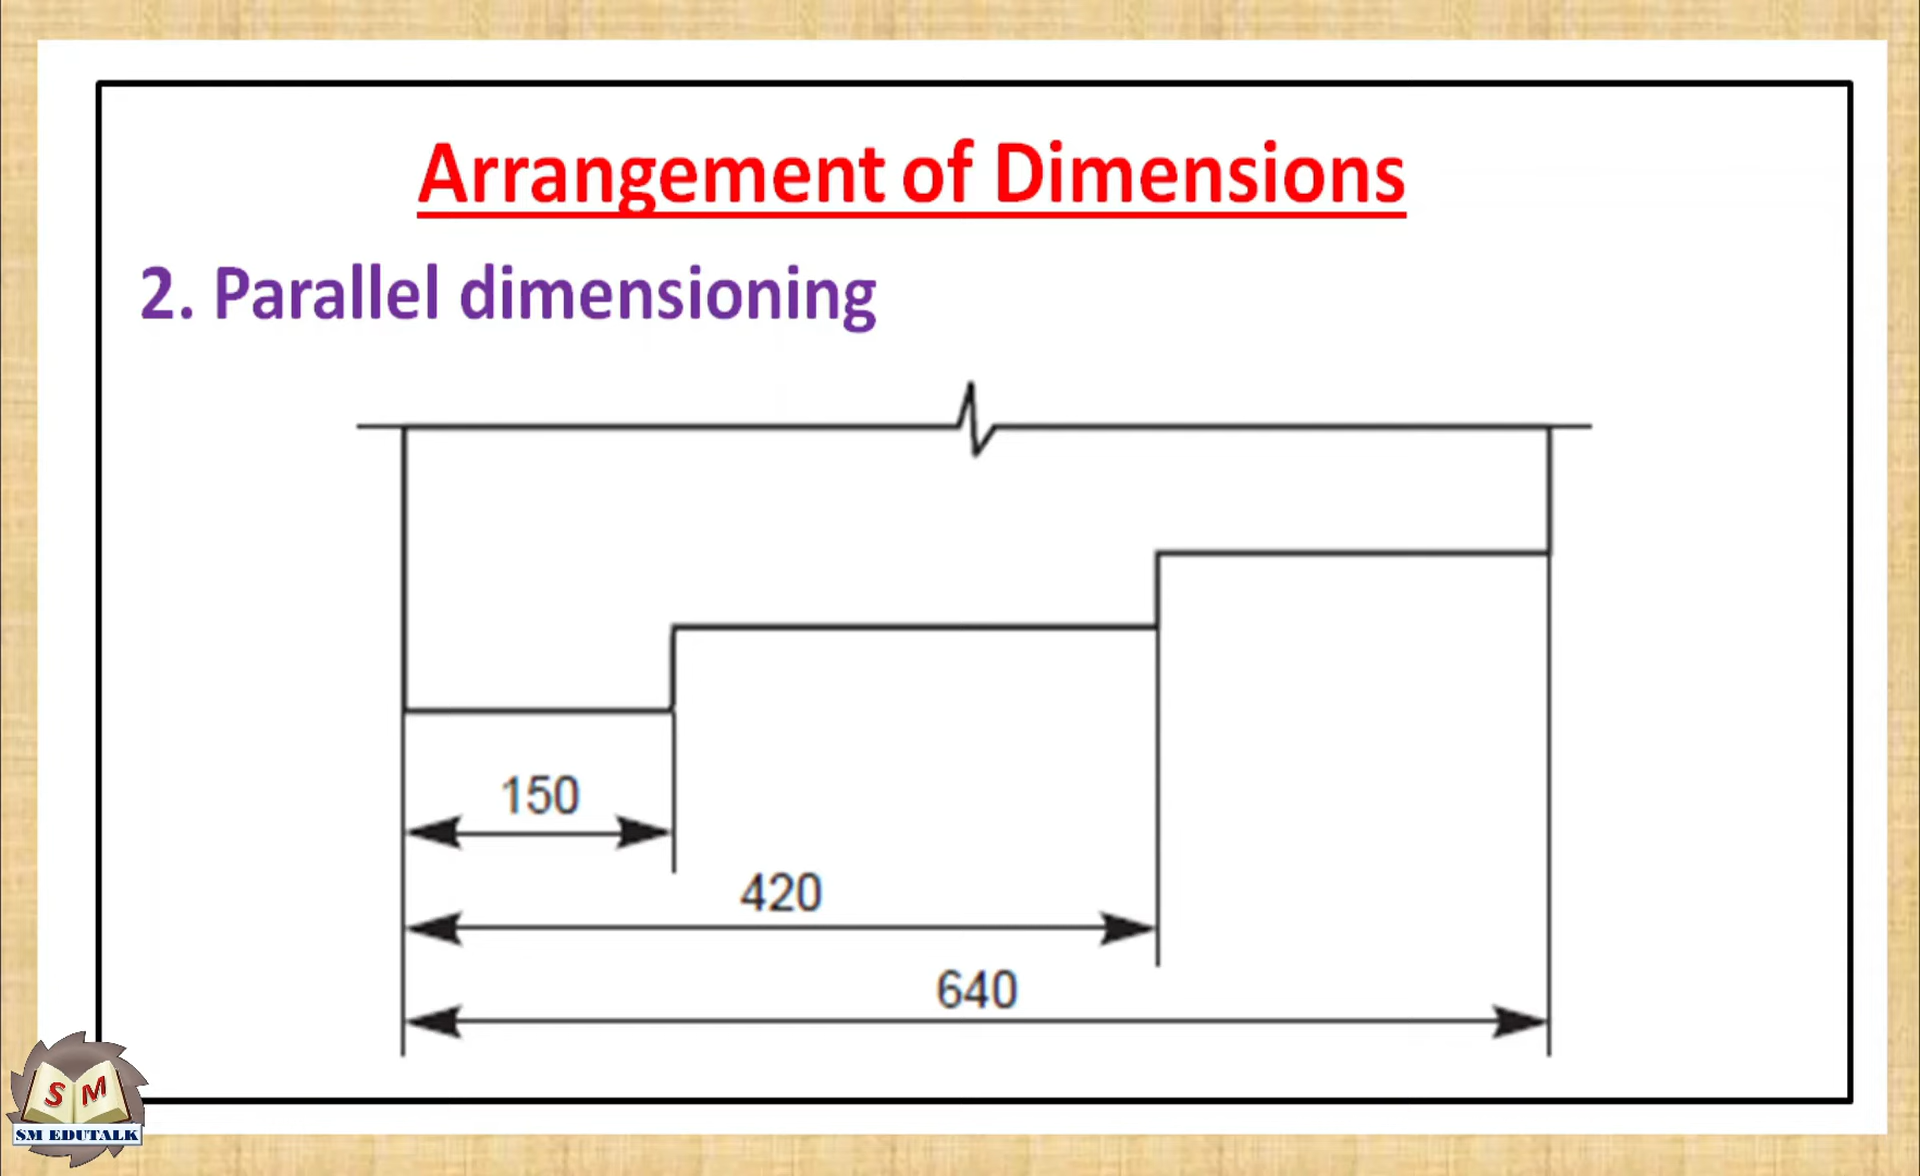 Arrangement of Dimensions
2. Parallel dimensioning
150
420
640
S M
SM EDUTALK